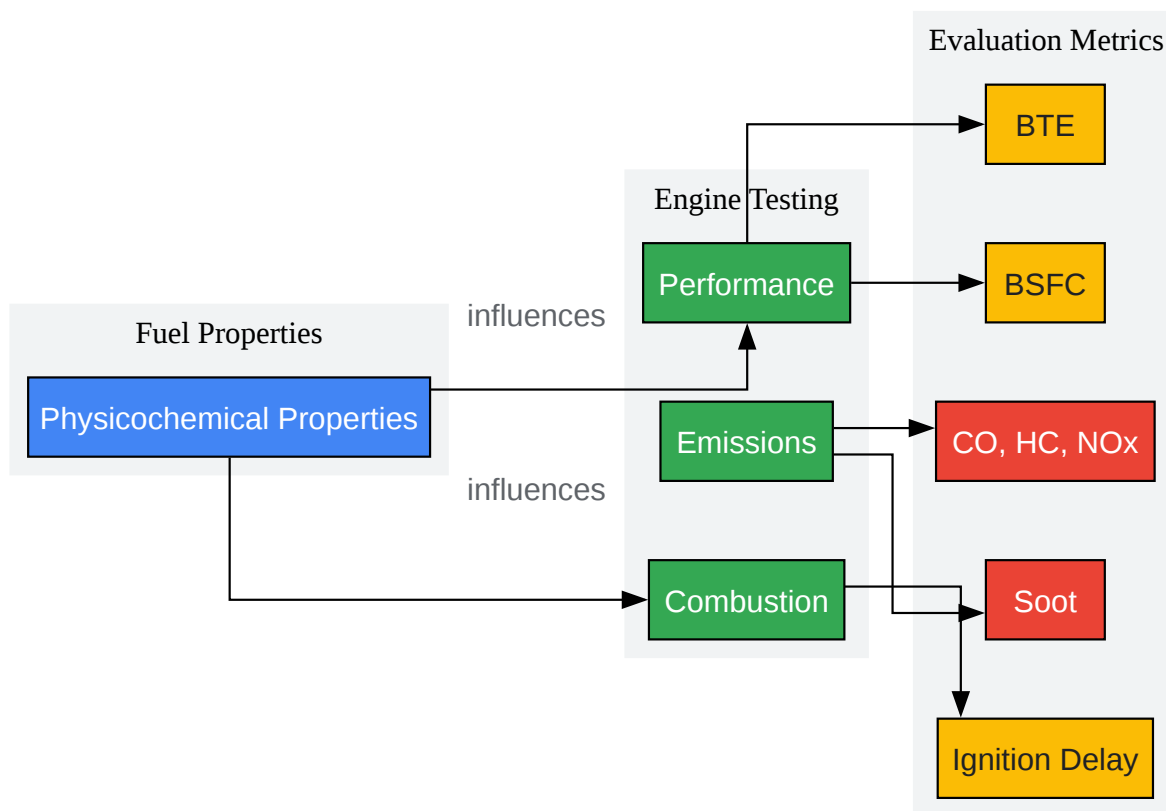 Evaluation Metrics
BTE
Engine Testing
Performance
BSFC
influences
Fuel Properties
Physicochemical Properties
Emissions
CO, HC, NOx
influences
Combustion
Soot
Ignition Delay